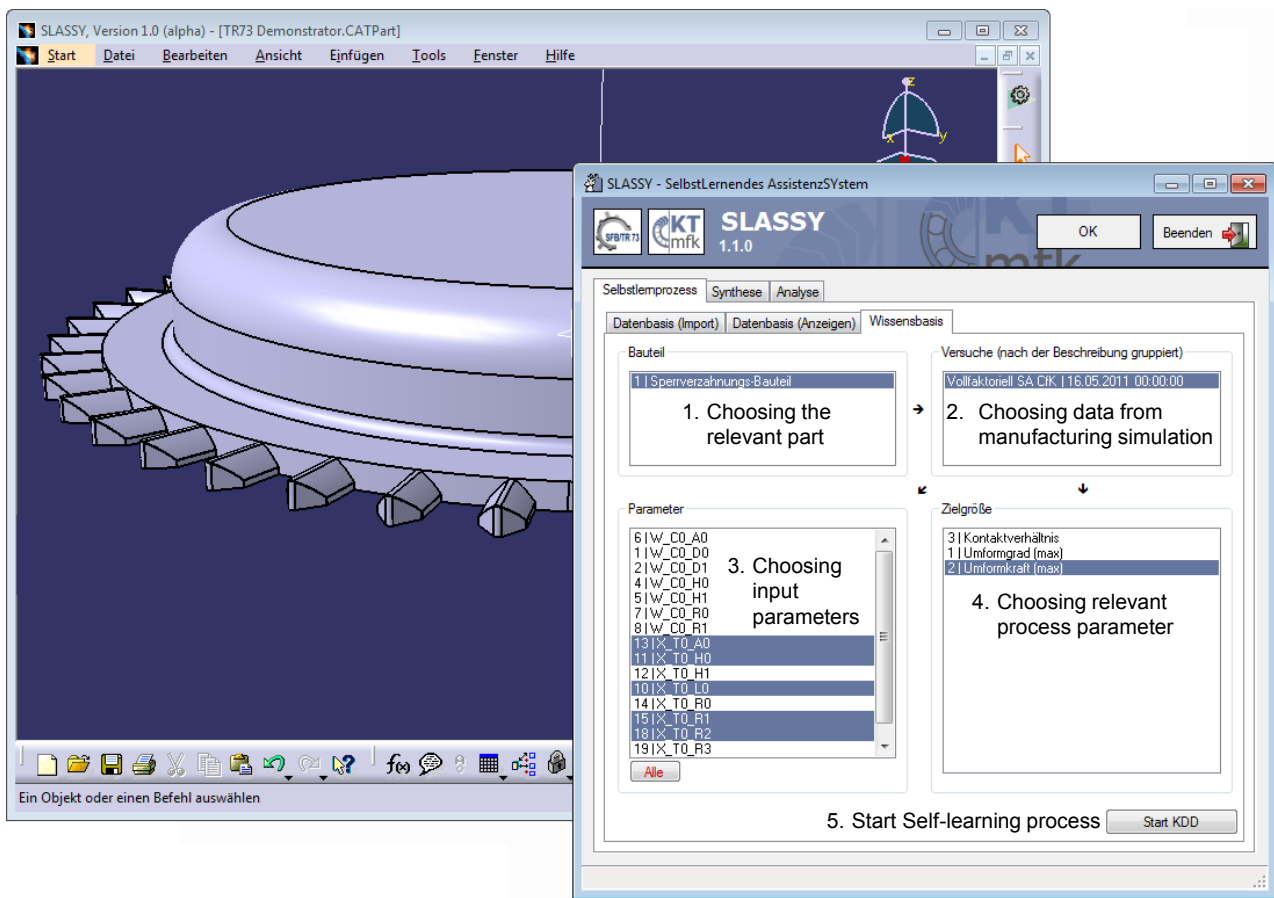 SLASSY, Version 1.0 (alpha) - [TR73 Demonstrator.CATPart]
Start Datei Bearbeiten Ansicht Einfügen Tools Fenster Hilfe
z
x
y
SLASSY - SelbstLernendes AssistenzSYstem
SFB/TR 73
KT
mfk
SLASSY
1.1.0
KT
mfk
OK
Beenden
Selbstlernprozess Synthese Analyse
Datenbasis (Import) Datenbasis (Anzeigen) Wissensbasis
Bauteil
1 | Sperrverzahnungs-Bauteil
1. Choosing the
relevant part
Versuche (nach der Beschreibung gruppiert)
Vollfaktoriell SA CfK | 16.05.2011 00:00:00
2. Choosing data from
manufacturing simulation
Parameter
6 | W_C0_A0
1 | W_C0_D0
2 | W_C0_D1
4 | W_C0_H0
5 | W_C0_H1
7 | W_C0_R0
8 | W_C0_R1
13 | X_T0_A0
11 | X_T0_H0
12 | X_T0_H1
10 | X_T0_L0
14 | X_T0_R0
15 | X_T0_R1
18 | X_T0_R2
19 | X_T0_R3
3. Choosing
input
parameters
Alle
Zielgröße
3 | Kontaktverhältnis
1 | Umformgrad (max)
2 | Umformkraft (max)
4. Choosing relevant
process parameter
5. Start Self-learning process
Start KDD
f(x)
Ein Objekt oder einen Befehl auswählen